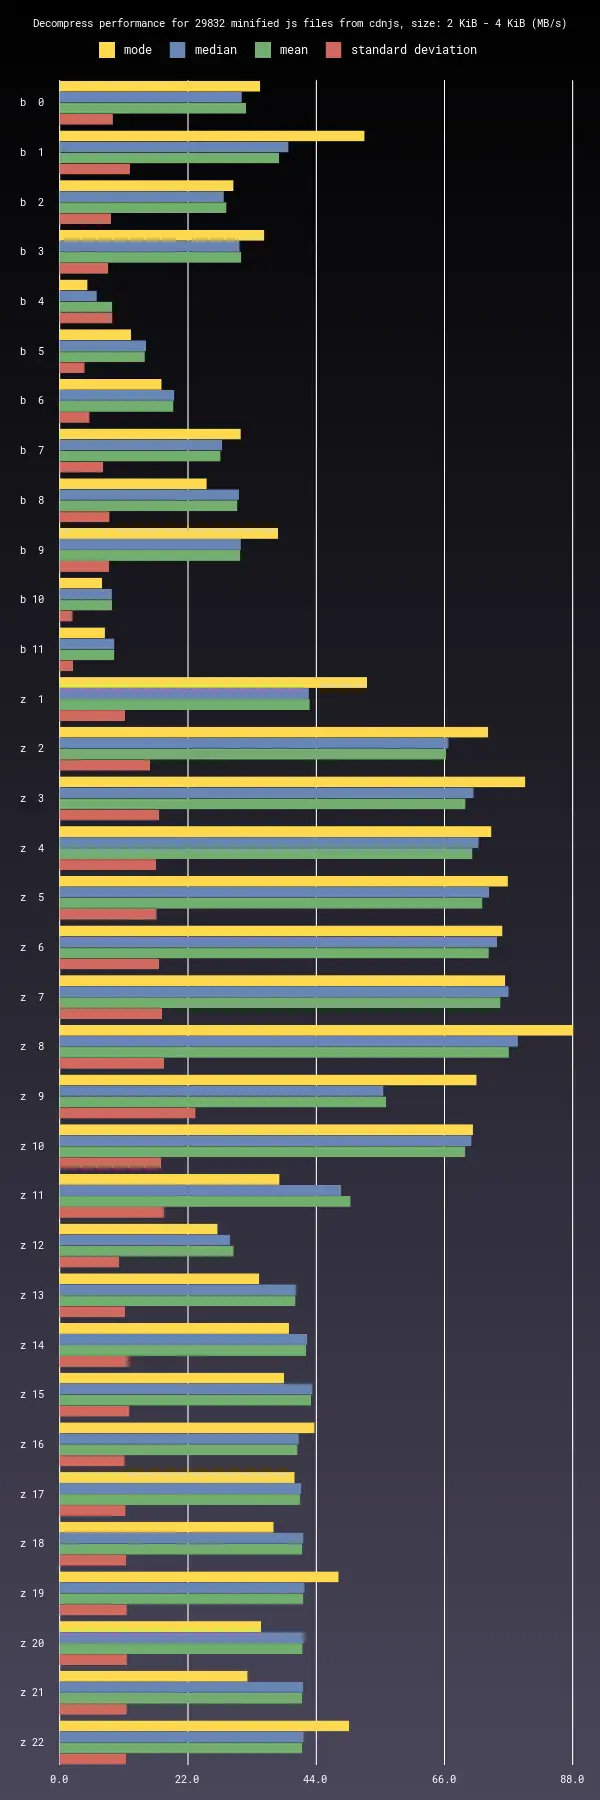 Decompress performance for 29832 minified js files from cdnjs, size: 2 KiB - 4 KiB (MB/s)
mode median mean standard deviation
b 0
b 1
b 2
b 3
b 4
b 5
b 6
b 7
b 8
b 9
b 10
b 11
z 1
z 2
z 3
z 4
z 5
z 6
z 7
z 8
z 9
z 10
z 11
z 12
z 13
z 14
z 15
z 16
z 17
z 18
z 19
z 20
z 21
z 22
0.0 22.0 44.0 66.0 88.0